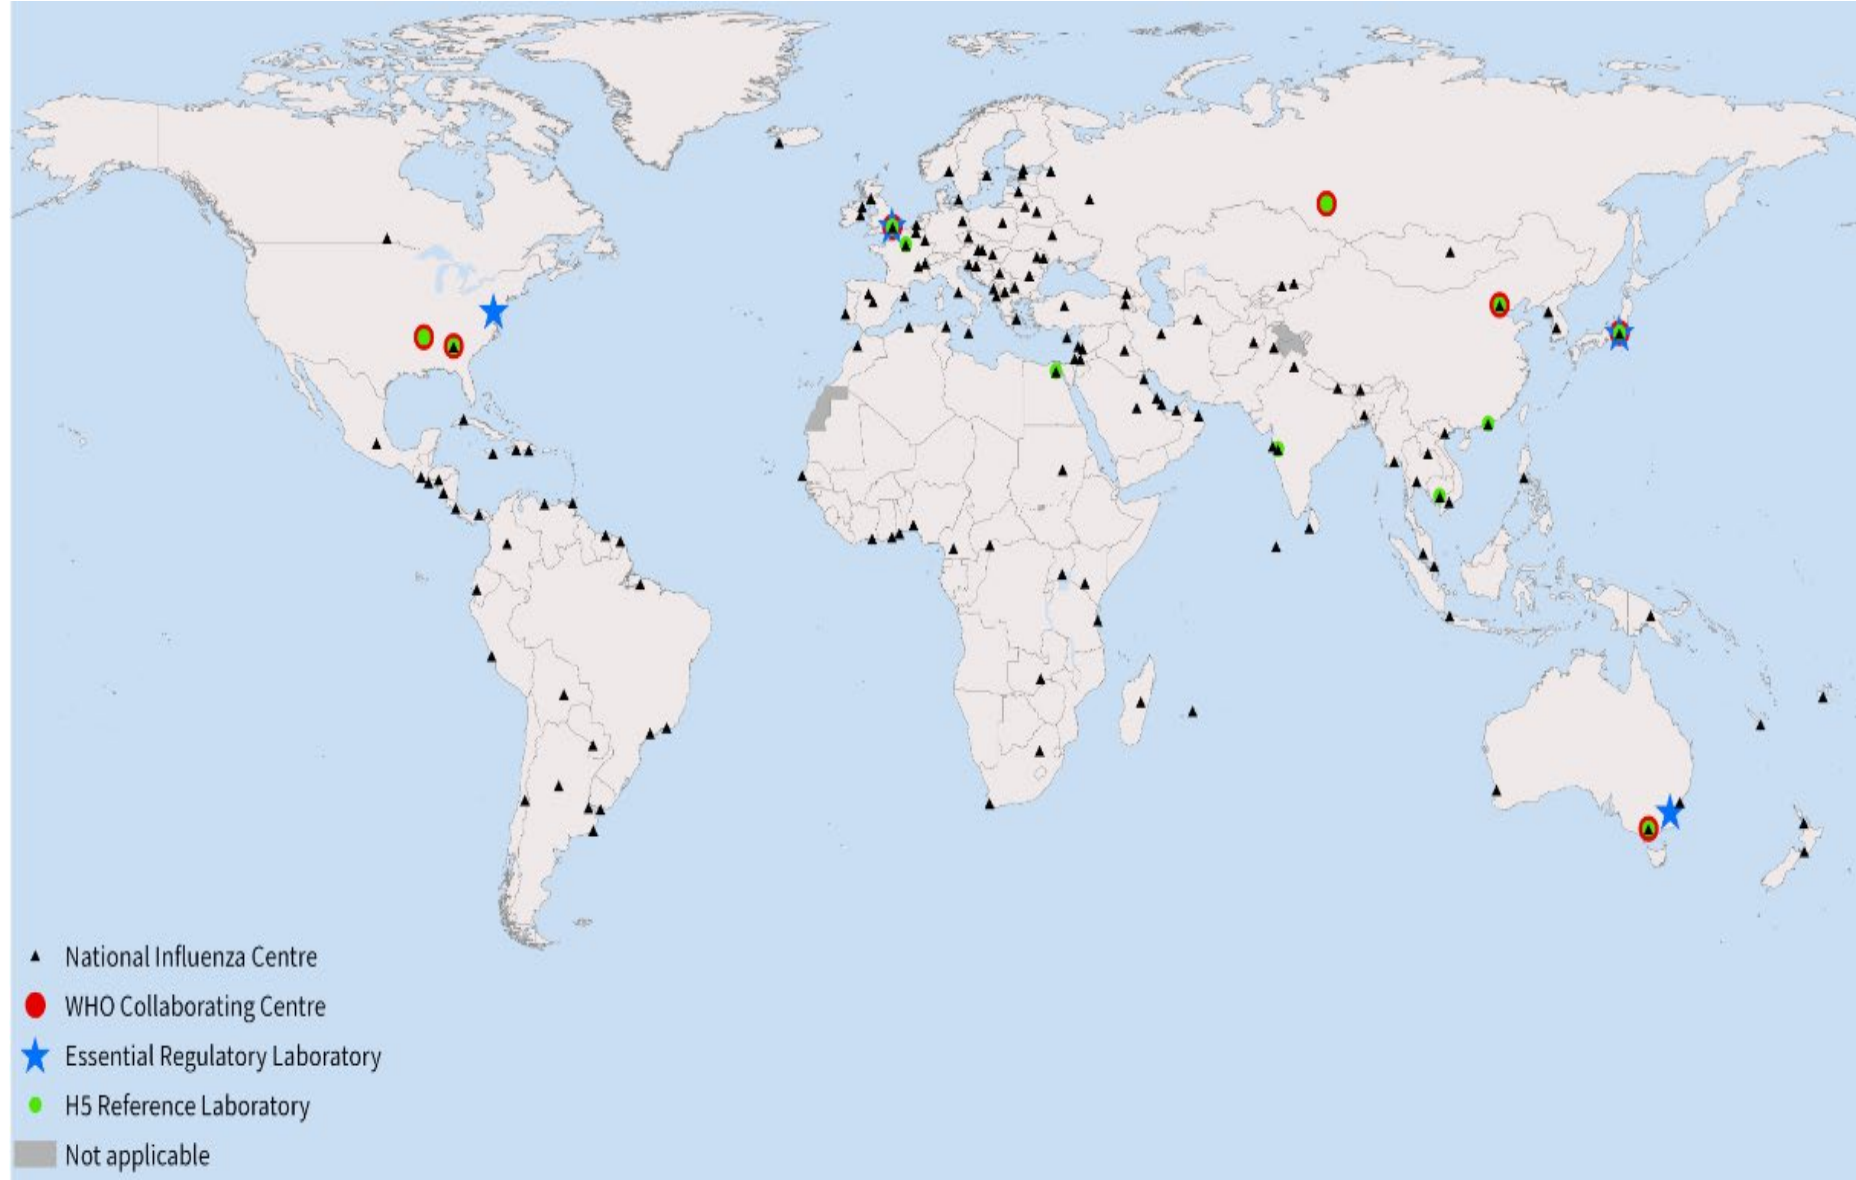 National Influenza Centre
WHO Collaborating Centre
Essential Regulatory Laboratory
H5 Reference Laboratory
Not applicable